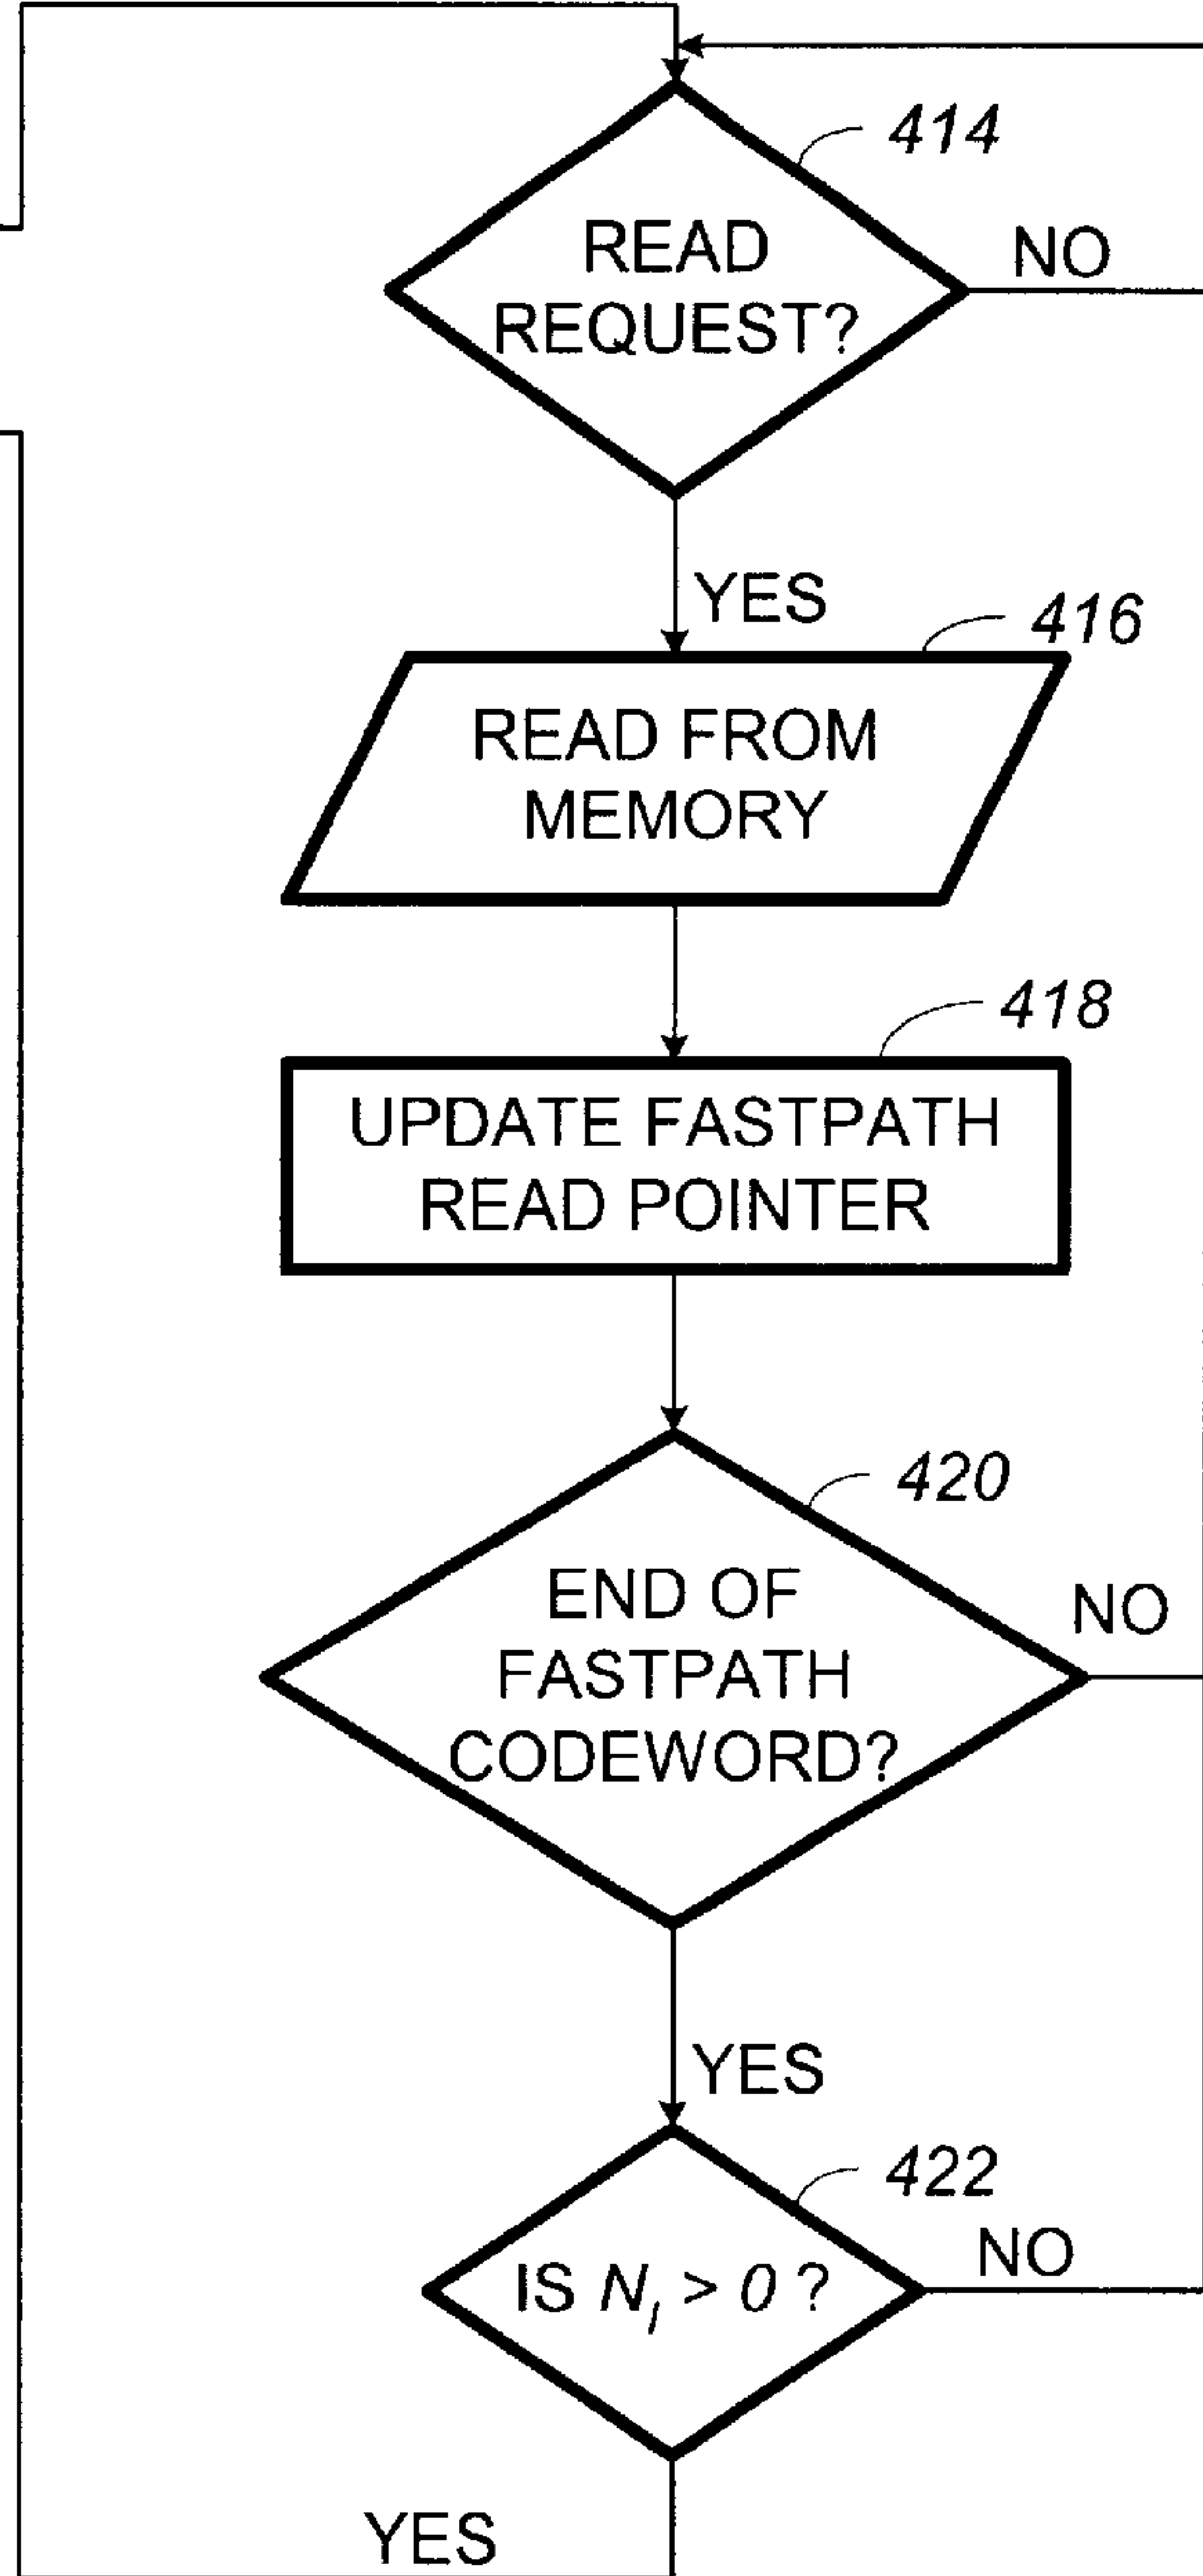 414
READ
REQUEST?
NO
YES
416
READ FROM
MEMORY
418
UPDATE FASTPATH
READ POINTER
420
END OF
FASTPATH
CODEWORD?
NO
YES
422
IS N_I > 0 ?
NO
YES